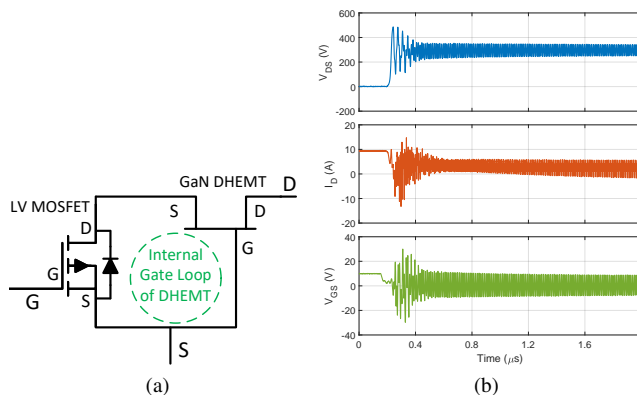 GaN DHEMT
D
LV MOSFET
S
D
D
G
G
S
G
Internal
Gate Loop
of DHEMT
S
(a)
(b)
600
400
200
0
-200
V_DS (V)
20
10
0
-10
-20
I_D (A)
40
20
0
-20
-40
V_GS (V)
0 0.4 0.8 1.2 1.6
Time (μs)